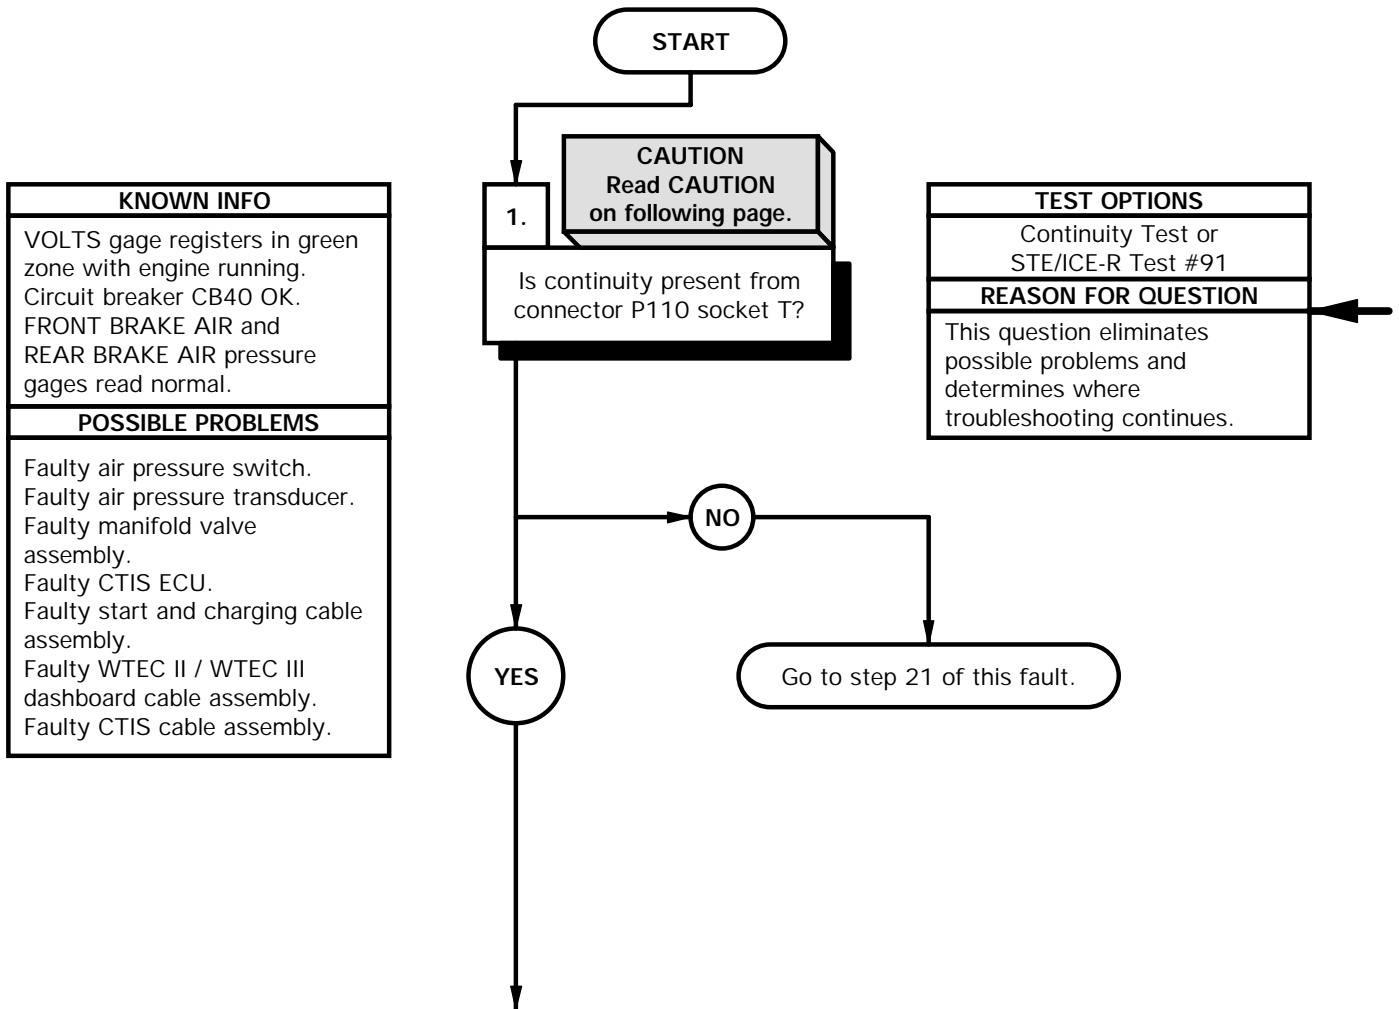 START
CAUTION
Read CAUTION
on following page.
1.
Is continuity present from
connector P110 socket T?
KNOWN INFO
VOLTS gage registers in green
zone with engine running.
Circuit breaker CB40 OK.
FRONT BRAKE AIR and
REAR BRAKE AIR pressure
gages read normal.
POSSIBLE PROBLEMS
Faulty air pressure switch.
Faulty air pressure transducer.
Faulty manifold valve
assembly.
Faulty CTIS ECU.
Faulty start and charging cable
assembly.
Faulty WTEC II / WTEC III
dashboard cable assembly.
Faulty CTIS cable assembly.
TEST OPTIONS
Continuity Test or
STE/ICE-R Test #91
REASON FOR QUESTION
This question eliminates
possible problems and
determines where
troubleshooting continues.
NO
YES
Go to step 21 of this fault.